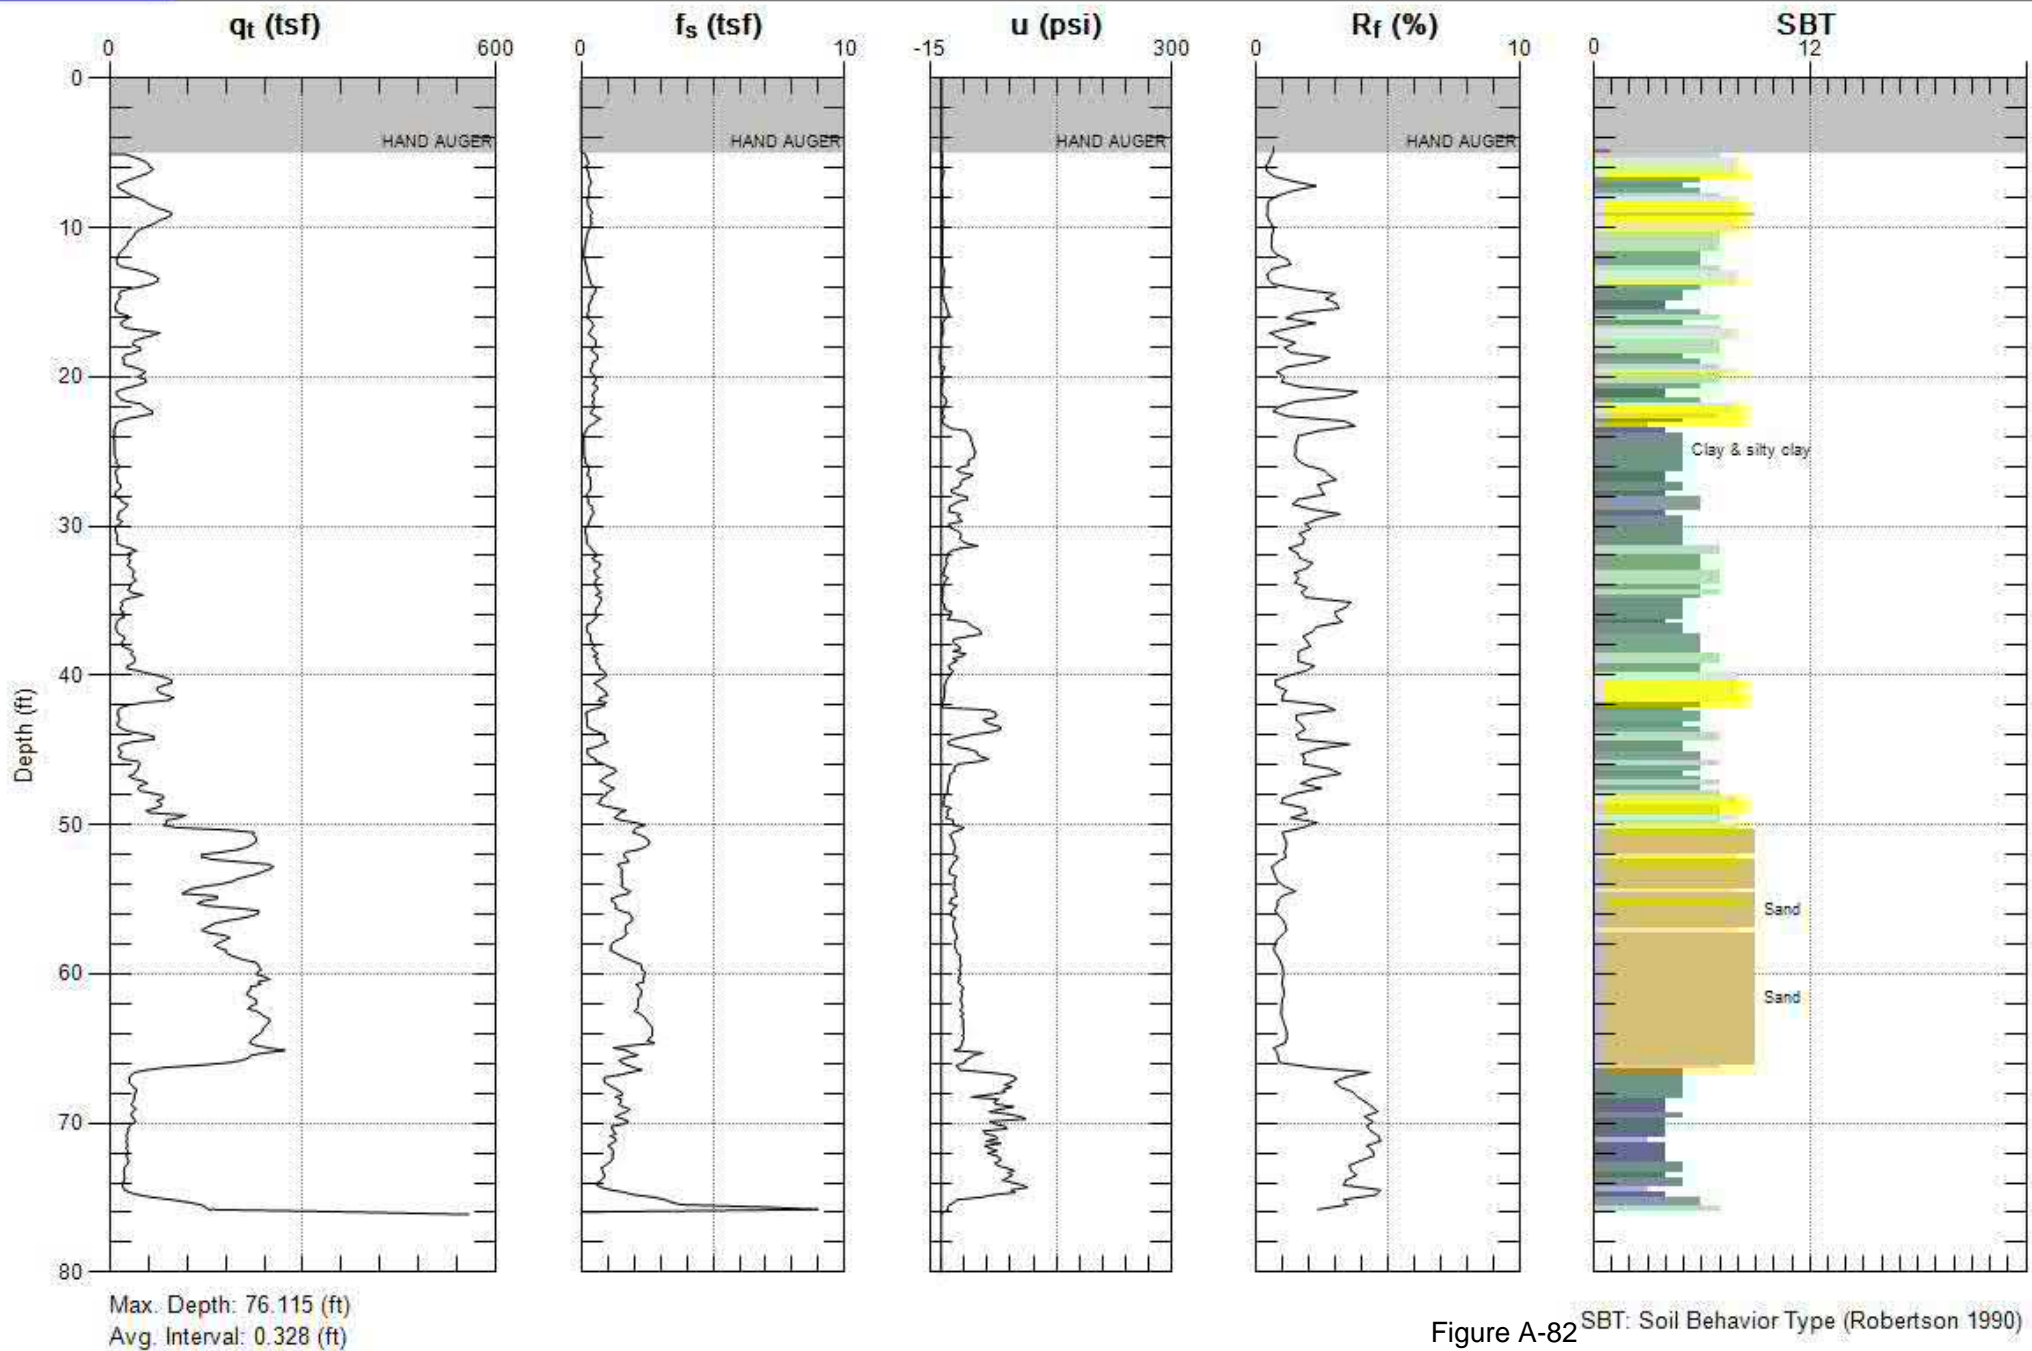 qt (tsf) fs (tsf) u (psi) Rf (%) SBT
0 600 0 10 -15 300 0 10 0 12
0
HAND AUGER HAND AUGER HAND AUGER HAND AUGER
10
20
Clay & silty clay
30
40
Depth (ft)
50
Sand
60
Sand
70
80
Max. Depth: 76.115 (ft)
Avg. Interval: 0.328 (ft)
Figure A-82
SBT: Soil Behavior Type (Robertson 1990)